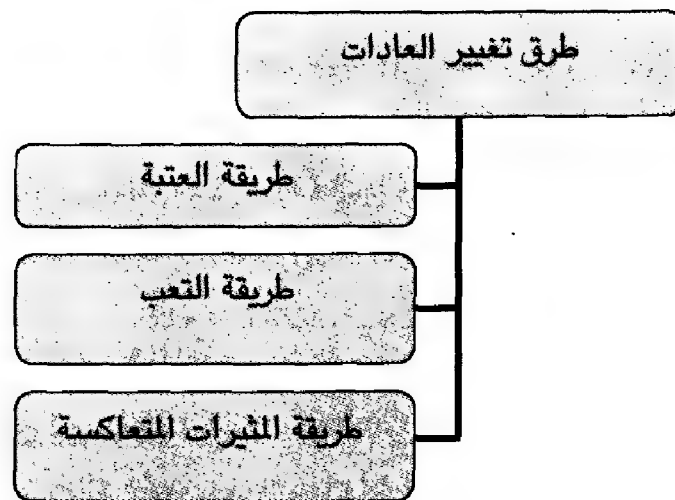 طرق تغيير العادات
طريقة العتبة
طريقة التعب
طريقة المثيرات المتعاكسة